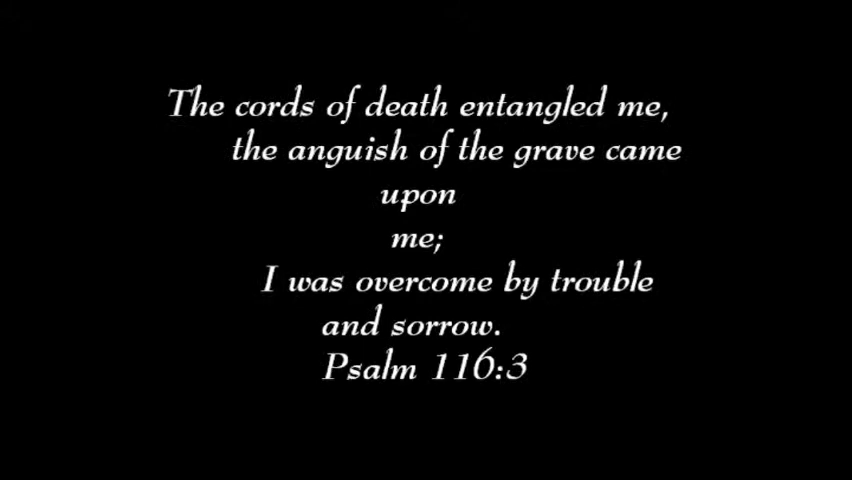 The cords of death entangled me,
the anguish of the grave came
upon
me;
I was overcome by trouble
and sorrow.
Psalm 116:3